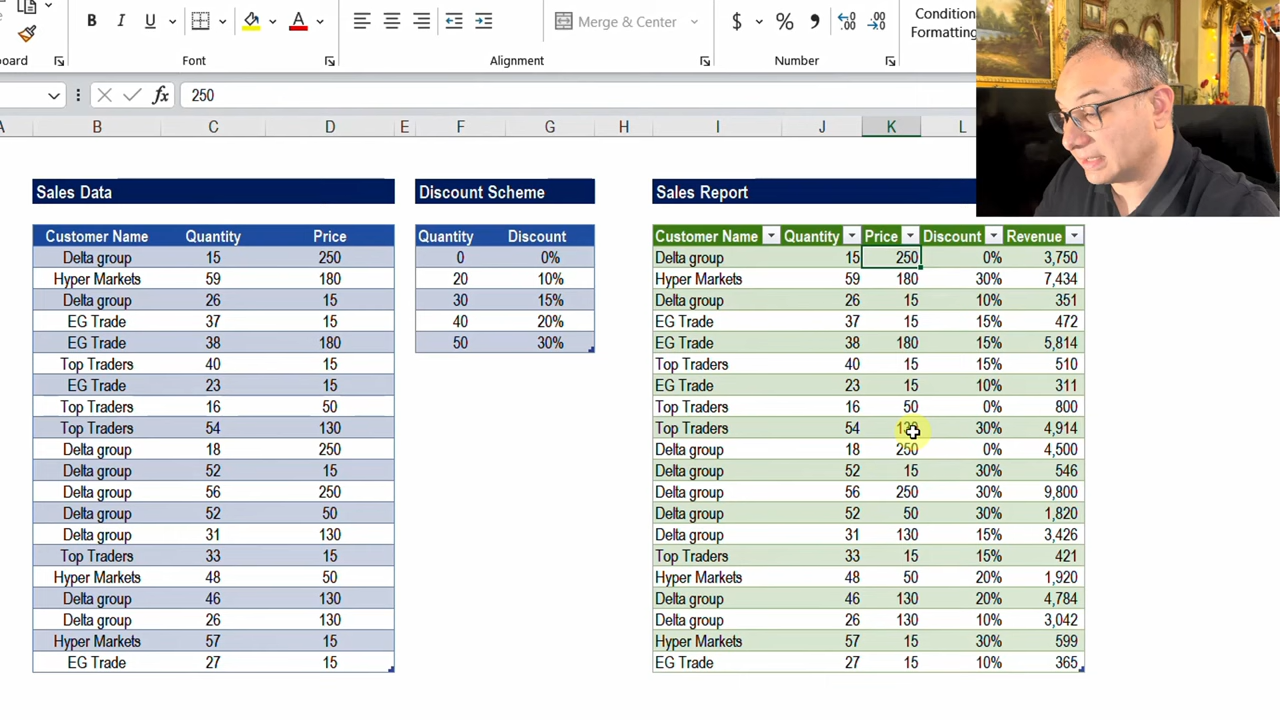 B I U A Merge & Center $ % , Conditiona
Formatting
oard Font Alignment Number
fx 250
A B C D E F G H I J K L
Sales Data Discount Scheme Sales Report
Customer Name Quantity Price Quantity Discount Customer Name Quantity Price Discount Revenue
Delta group 15 250 0 0% Delta group 15 250 0% 3,750
Hyper Markets 59 180 20 10% Hyper Markets 59 180 30% 7,434
Delta group 26 15 30 15% Delta group 26 15 10% 351
EG Trade 37 15 40 20% EG Trade 37 15 15% 472
EG Trade 38 180 50 30% EG Trade 38 180 15% 5,814
Top Traders 40 15 Top Traders 40 15 15% 510
EG Trade 23 15 EG Trade 23 15 10% 311
Top Traders 16 50 Top Traders 16 50 0% 800
Top Traders 54 130 Top Traders 54 30% 4,914
Delta group 18 250 Delta group 18 250 0% 4,500
Delta group 52 15 Delta group 52 15 30% 546
Delta group 56 250 Delta group 56 250 30% 9,800
Delta group 52 50 Delta group 52 50 30% 1,820
Delta group 31 130 Delta group 31 130 15% 3,426
Top Traders 33 15 Top Traders 33 15 15% 421
Hyper Markets 48 50 Hyper Markets 48 50 20% 1,920
Delta group 46 130 Delta group 46 130 20% 4,784
Delta group 26 130 Delta group 26 130 10% 3,042
Hyper Markets 57 15 Hyper Markets 57 15 30% 599
EG Trade 27 15 EG Trade 27 15 10% 365